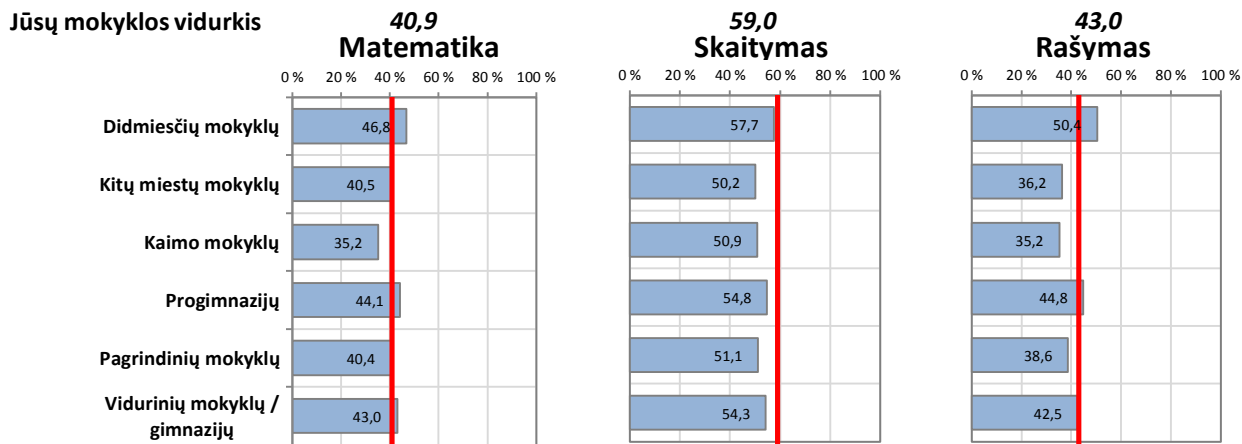 Jūsų mokyklos vidurkis 40,9 59,0 43,0
Matematika Skaitymas Rašymas
0 % 20 % 40 % 60 % 80 % 100 % 0 % 20 % 40 % 60 % 80 % 100 % 0 % 20 % 40 % 60 % 80 % 100 %
Didmiesčių mokyklų 46,8 57,7 50,4
Kitų miestų mokyklų 40,5 50,2 36,2
Kaimo mokyklų 35,2 50,9 35,2
Progimnazijų 44,1 54,8 44,8
Pagrindinių mokyklų 40,4 51,1 38,6
Vidurinių mokyklų /
gimnazijų 43,0 54,3 42,5